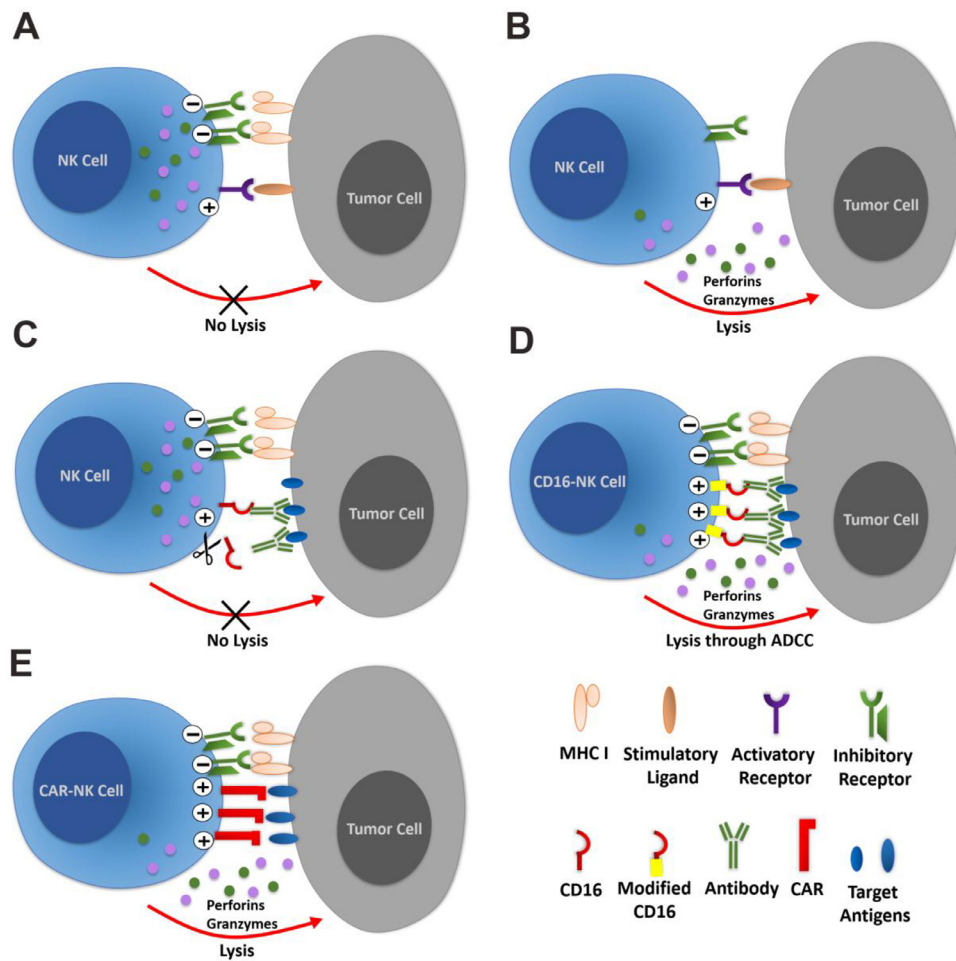 A
NK Cell
Tumor Cell
No Lysis
B
NK Cell
Tumor Cell
Perforins
Granzymes
Lysis
C
NK Cell
Tumor Cell
No Lysis
D
CD16-NK Cell
Tumor Cell
Perforins
Granzymes
Lysis through ADCC
E
CAR-NK Cell
Tumor Cell
Perforins
Granzymes
Lysis
MHC I
Stimulatory
Ligand
Activatory
Receptor
Inhibitory
Receptor
CD16
Modified
CD16
Antibody
CAR
Target
Antigens